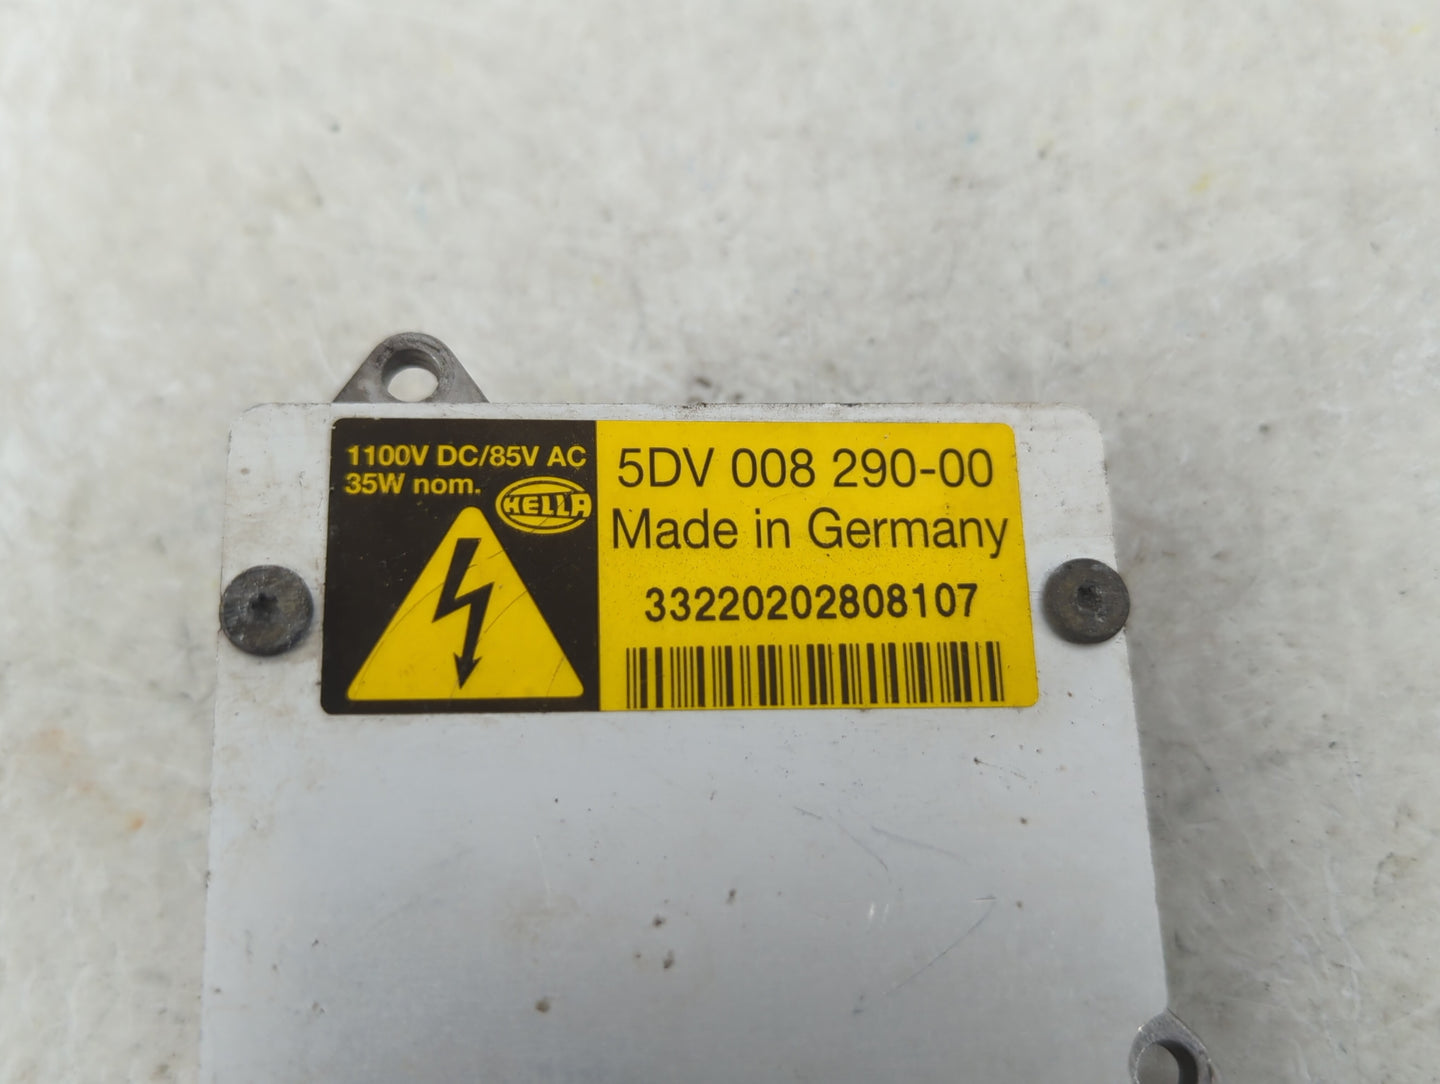 1100V DC/85V AC
35W nom.
HELLA
5DV 008 290-00
Made in Germany
33220202808107